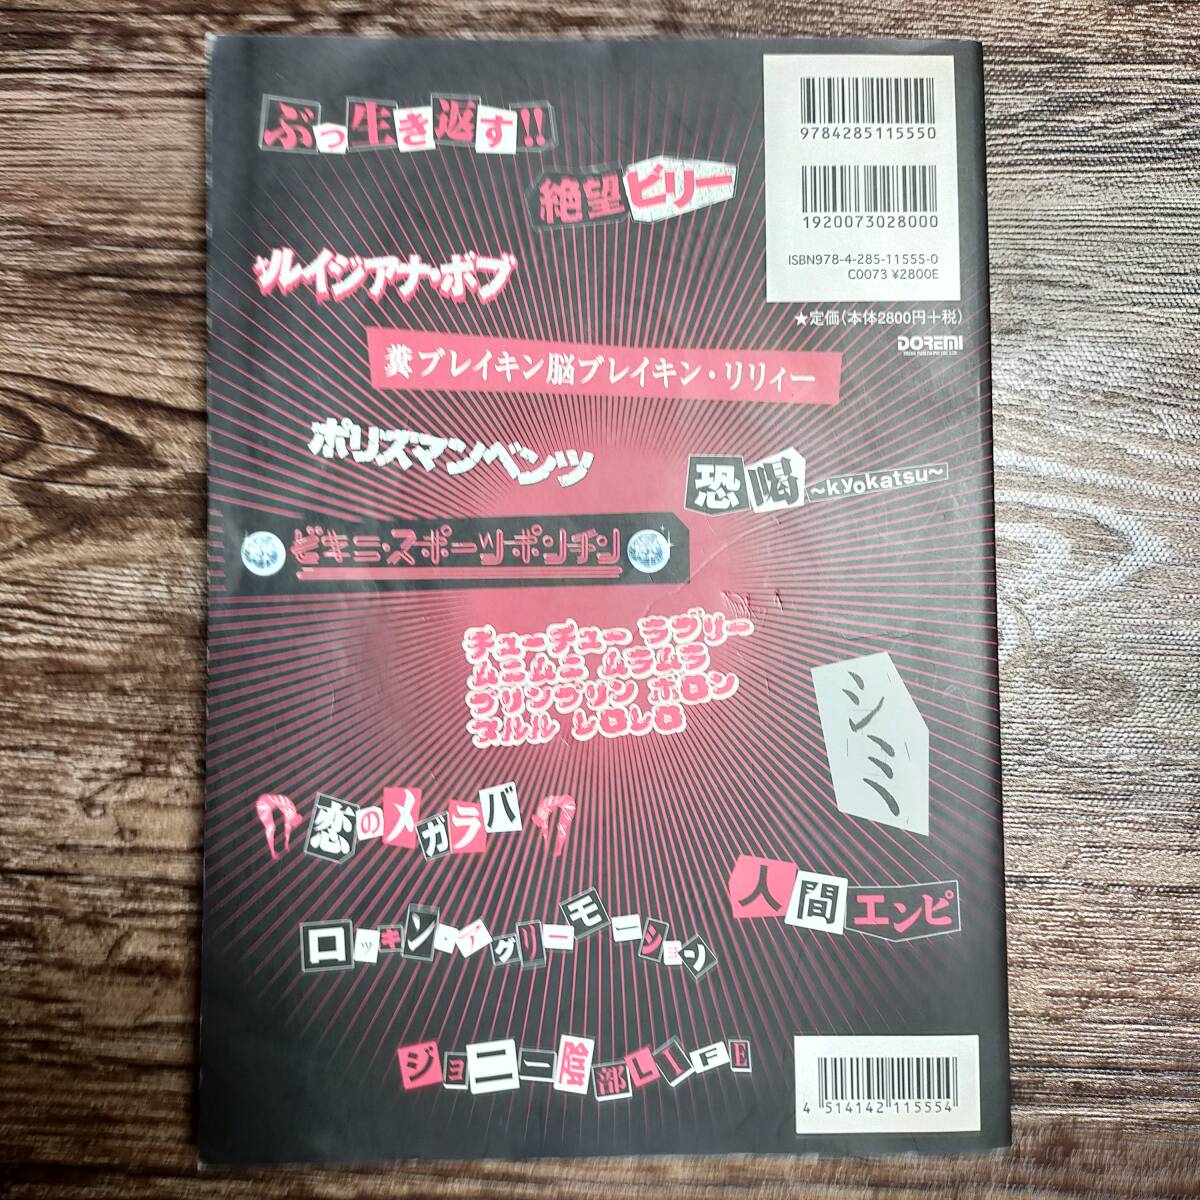 ぶっ生き返す!!
9784285115550
絶望ビリー
1920073028000
ISBN978-4-285-11555-0
C0073 ¥2800E
ルイジアナ・ボブ
★定価(本体2800円+税)
DOREMI
糞ブレイキン脳ブレイキン・リリィー
ポリスマンベンツ
恐喝~kyokatsu~
ビキニ・スポーツ・ポンチン
チューチュー ラブリー
ムニムニ ムラムラ
プリンプリン ボロン
ヌルル レロレロ
シミ
恋のメガラバ
人間エンピ
ロッキン・アグリーモーション
ジョニー地獄部LIFE
4 514142 115554